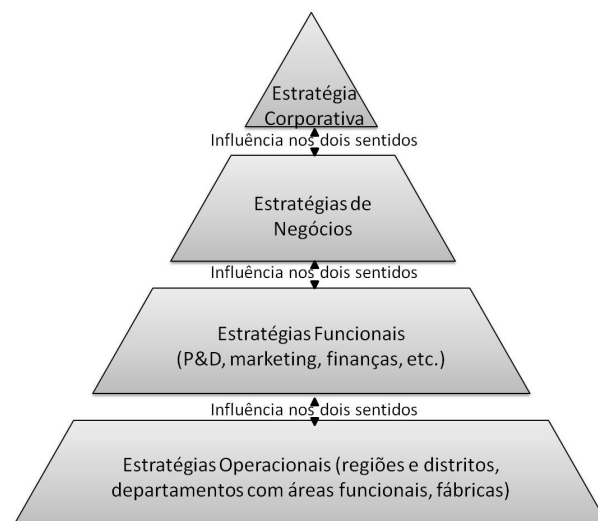 Estratégia
Corporativa
Influência nos dois sentidos
Estratégias de
Negócios
Influência nos dois sentidos
Estratégias Funcionais
(P&D, marketing, finanças, etc.)
Influência nos dois sentidos
Estratégias Operacionais (regiões e distritos,
departamentos com áreas funcionais, fábricas)